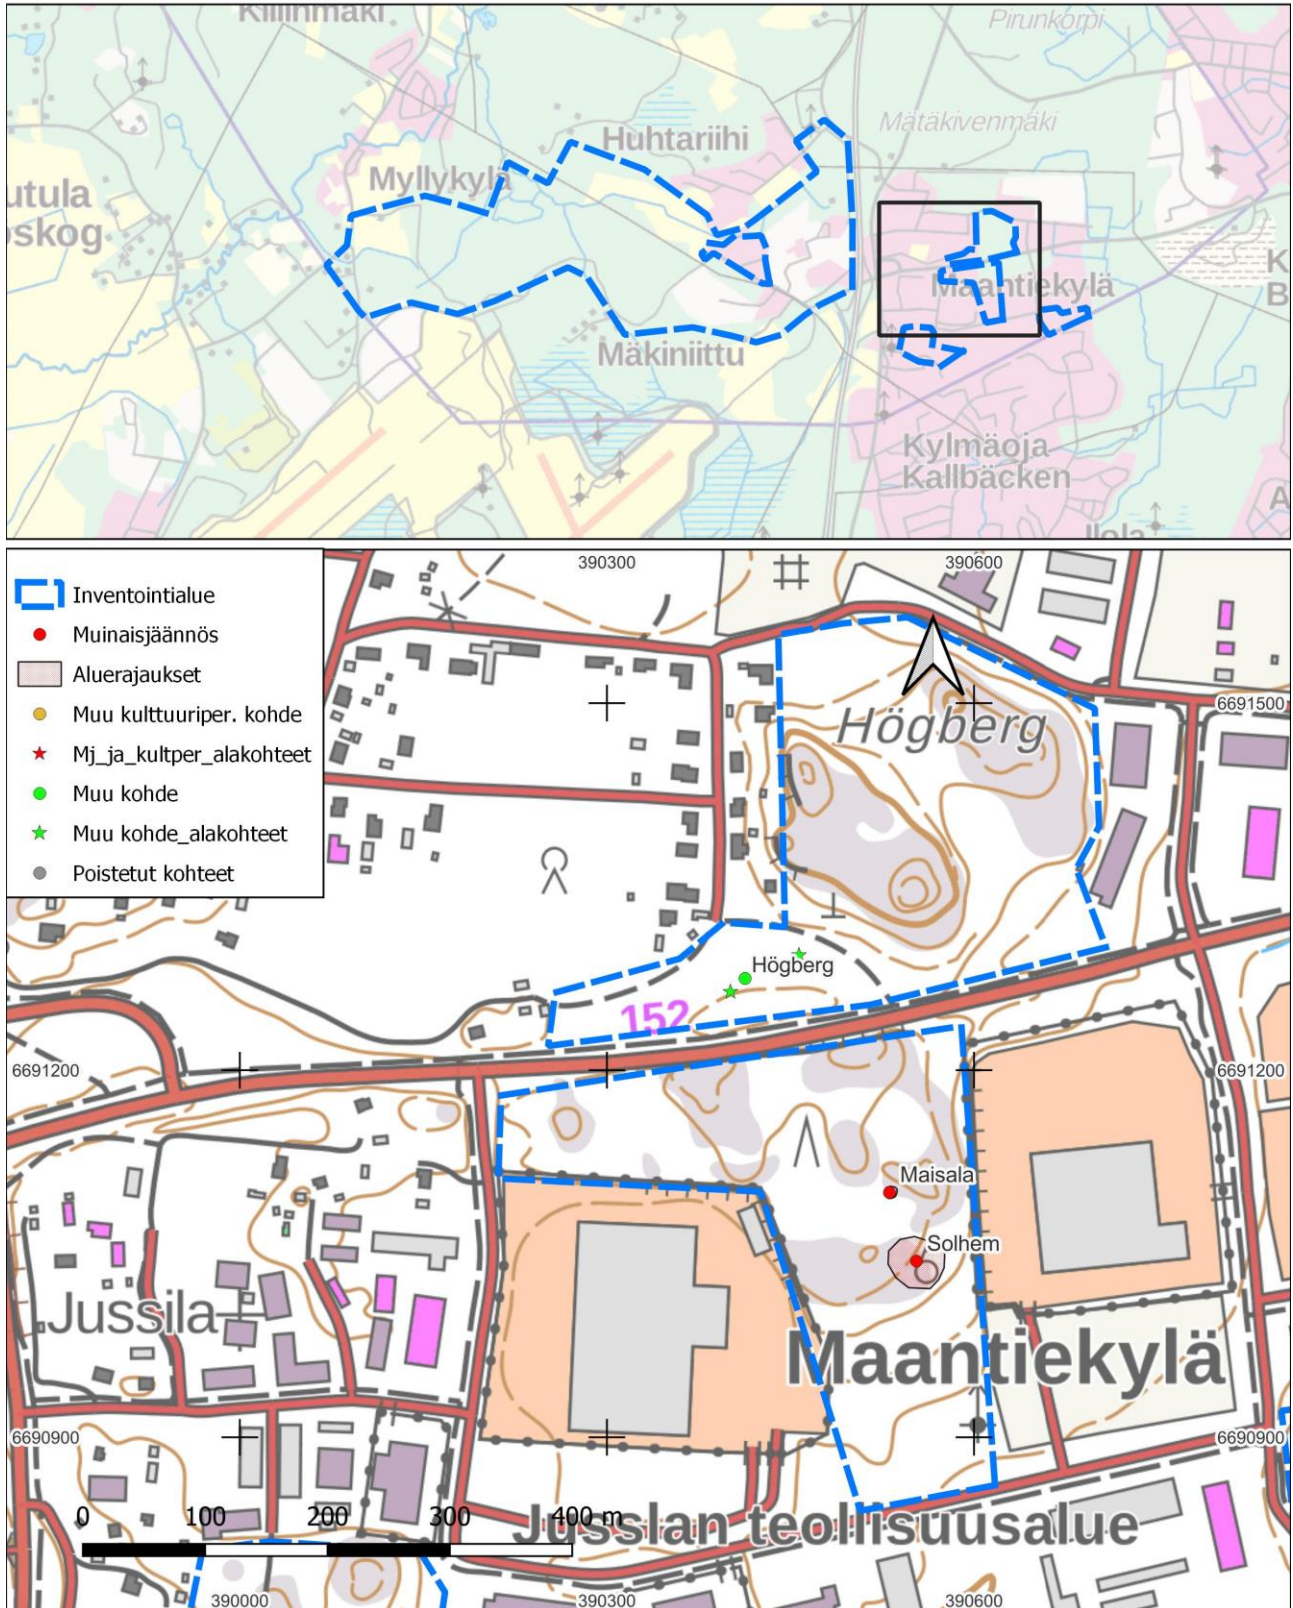 Killinmäki
Pirunkorpi
Huhtariihi
Mätäkivenmäki
Myllykylä
utula
oskog
K
B
Maantiekylä
Mäkiniittu
Kylmäoja
Kallbäcken
A
Ilola
390300
390600
Inventointialue
Muinaisjäännös
Aluerajaukset
Muu kulttuuriper. kohde
Mj_ja_kultper_alakohteet
Muu kohde
Muu kohde_alakohteet
Poistetut kohteet
6691500
Högberg
Högberg
152
6691200
6691200
Maisala
Solhem
Jussila
Maantiekylä
6690900
6690900
0 100 200 300 400 m
Jusslan teollisuusalue
390000
390300
390600